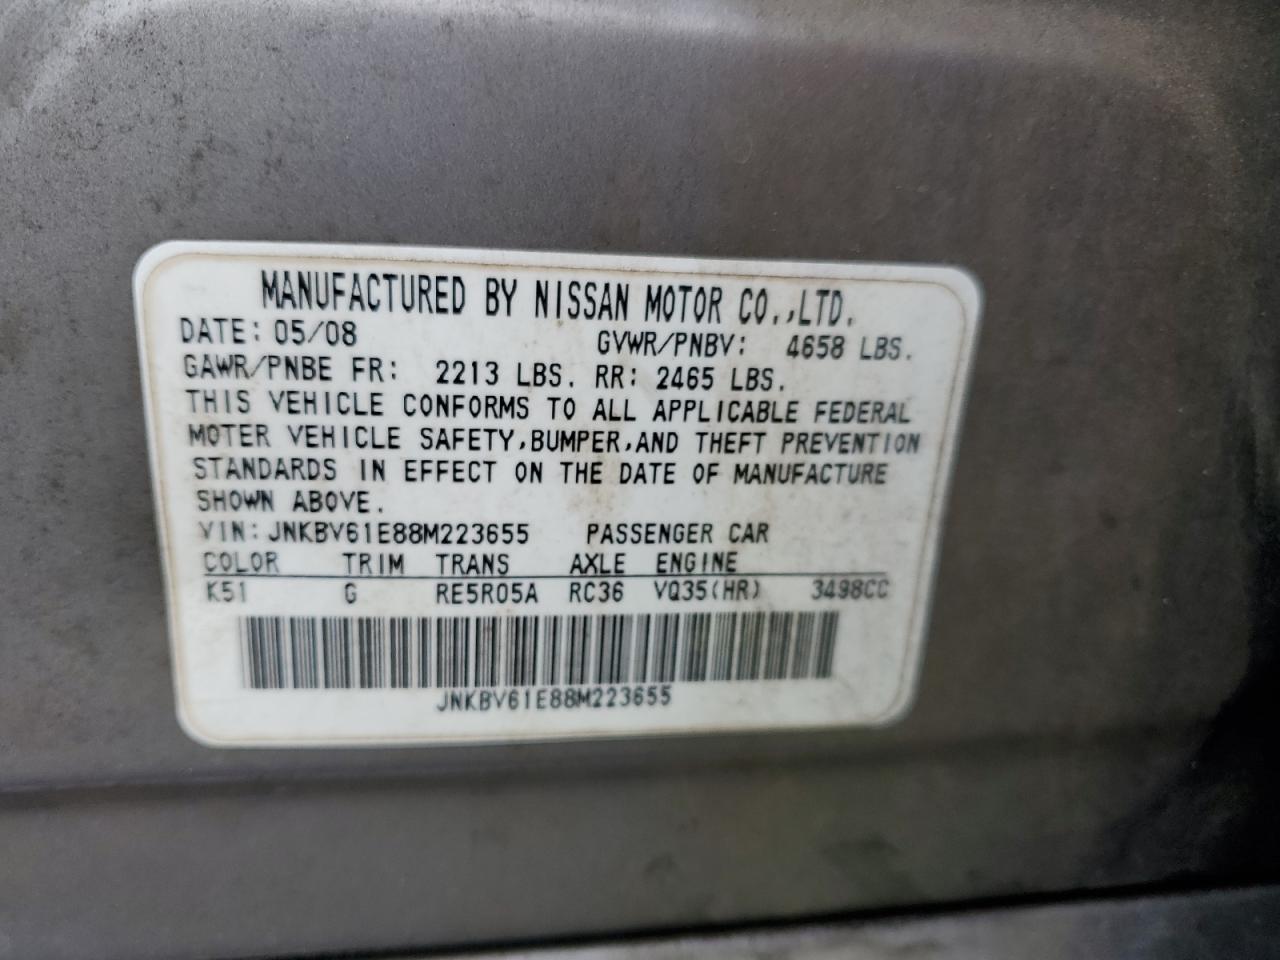 MANUFACTURED BY NISSAN MOTOR CO.,LTD.
DATE: 05/08 GVWR/PNBV: 4658 LBS.
GAWR/PNBE FR: 2213 LBS. RR: 2465 LBS.
THIS VEHICLE CONFORMS TO ALL APPLICABLE FEDERAL
MOTER VEHICLE SAFETY,BUMPER,AND THEFT PREVENTION
STANDARDS IN EFFECT ON THE DATE OF MANUFACTURE
SHOWN ABOVE.
VIN: JNKBV61E88M223655 PASSENGER CAR
COLOR TRIM TRANS AXLE ENGINE
K51 G RE5R05A RC36 VQ35(HR) 3498CC
JNKBV61E88M223655